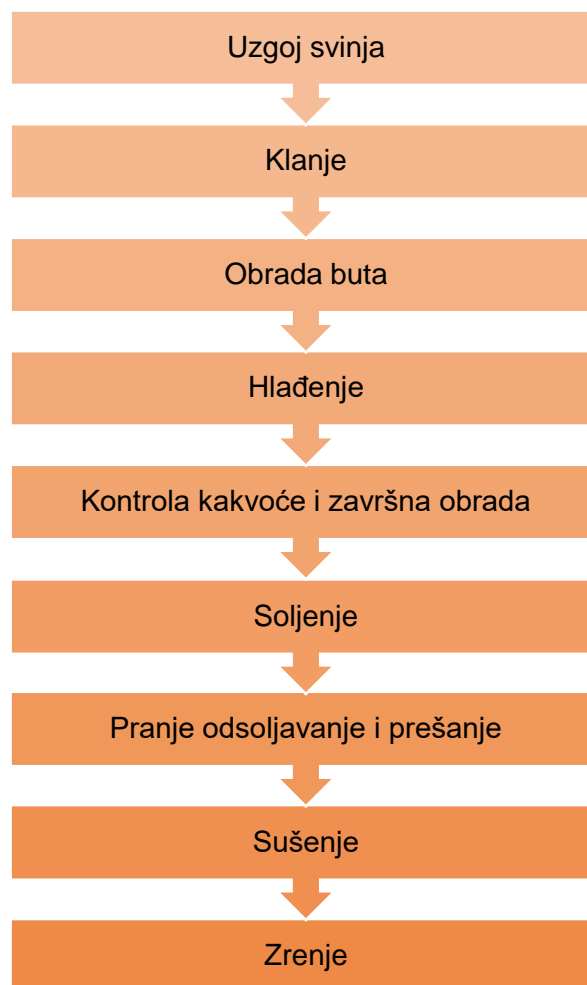 Uzgoj svinja
Klanje
Obrada buta
Hlađenje
Kontrola kakvoće i završna obrada
Soljenje
Pranje odsoljavanje i prešanje
Sušenje
Zrenje